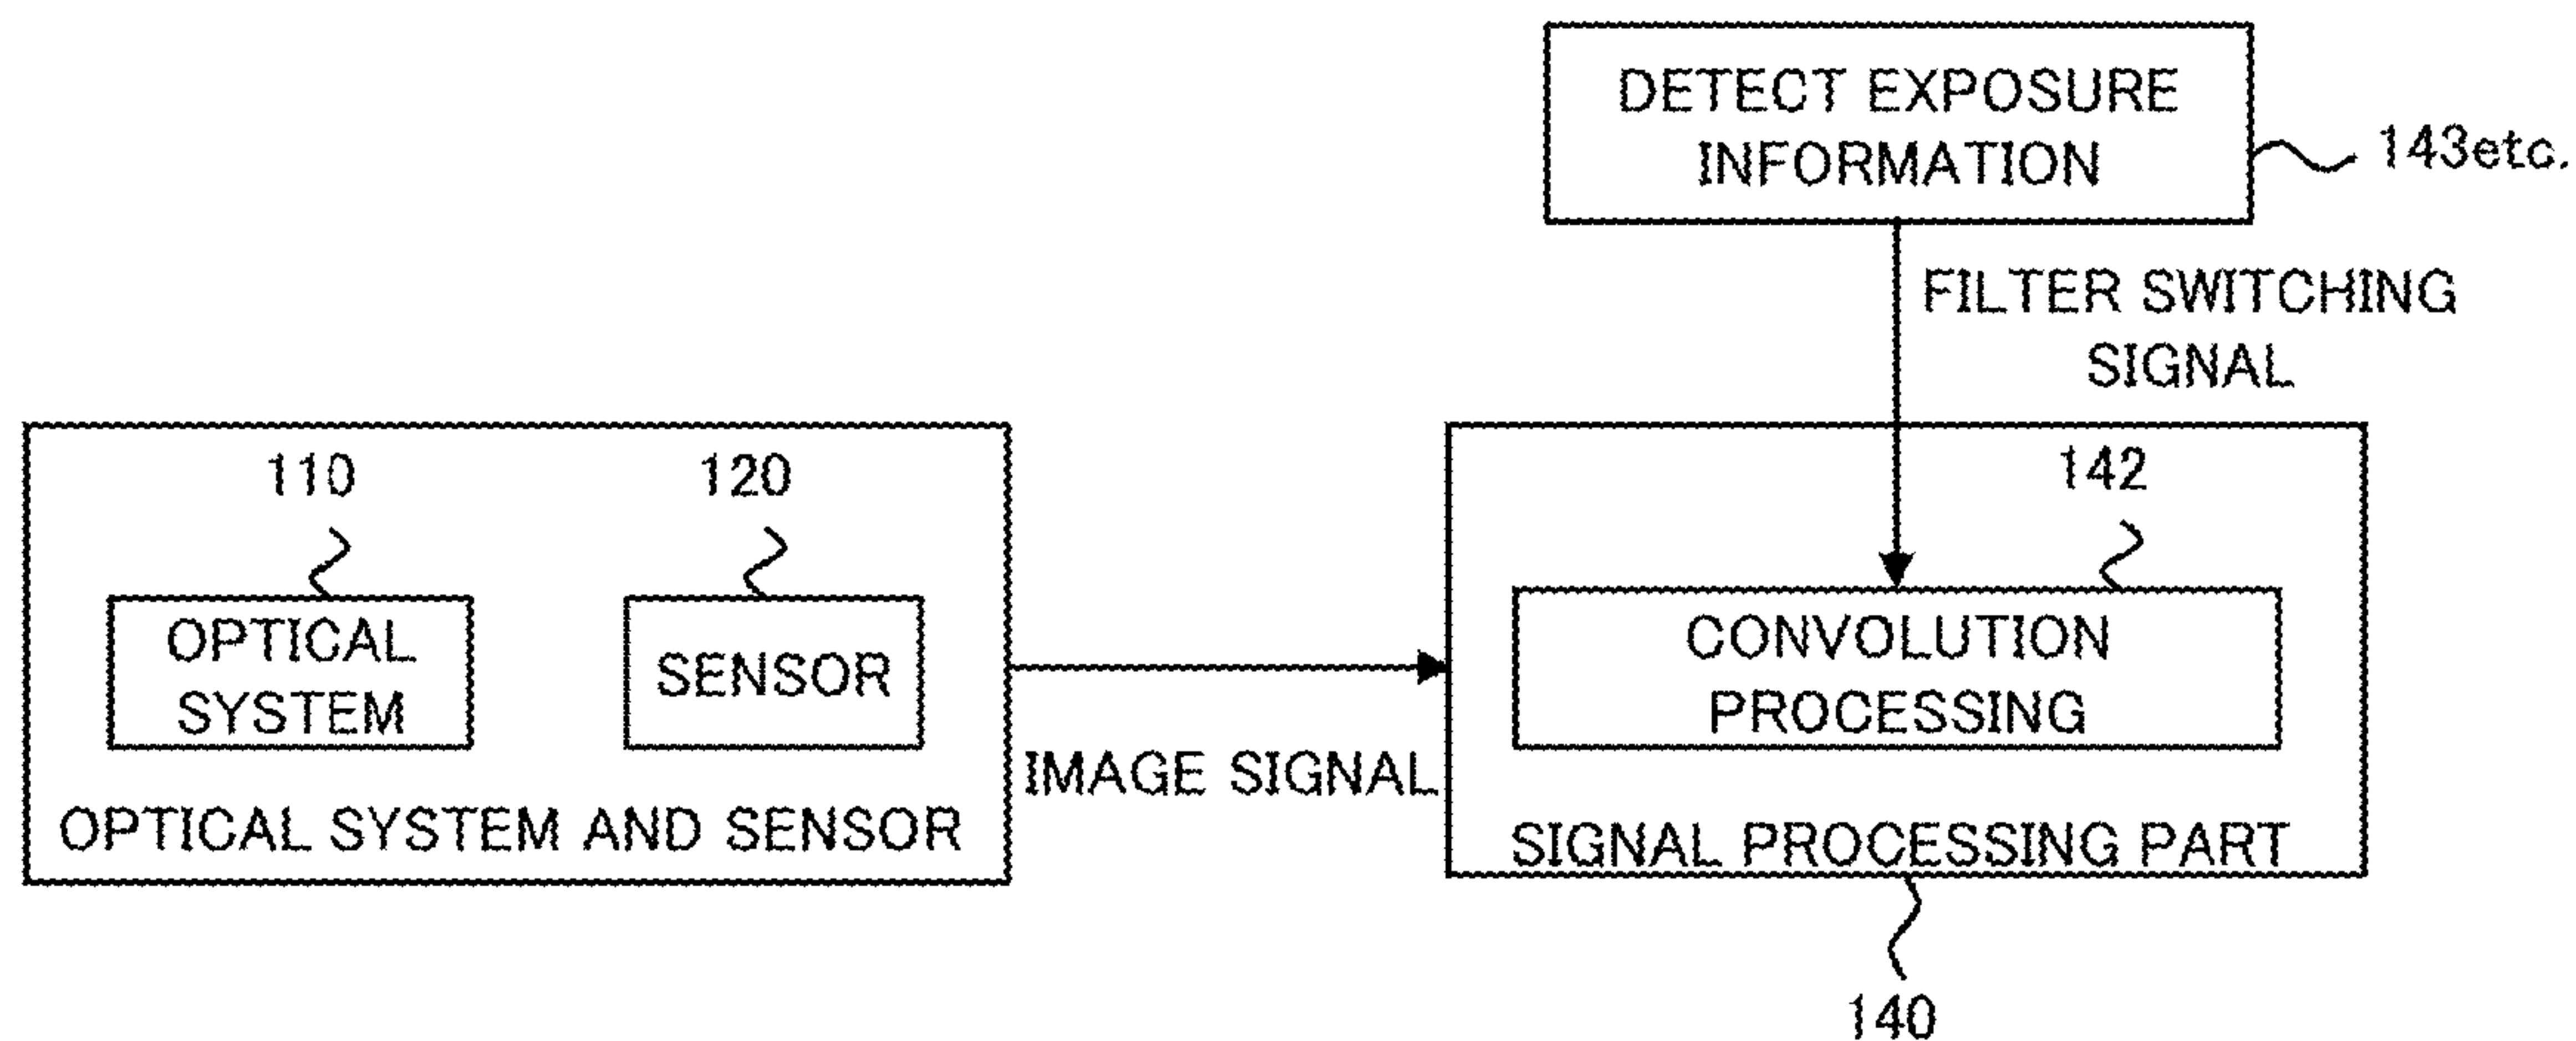 DETECT EXPOSURE
INFORMATION
143etc.
FILTER SWITCHING
SIGNAL
110
120
OPTICAL
SYSTEM
SENSOR
OPTICAL SYSTEM AND SENSOR
IMAGE SIGNAL
142
CONVOLUTION
PROCESSING
SIGNAL PROCESSING PART
140